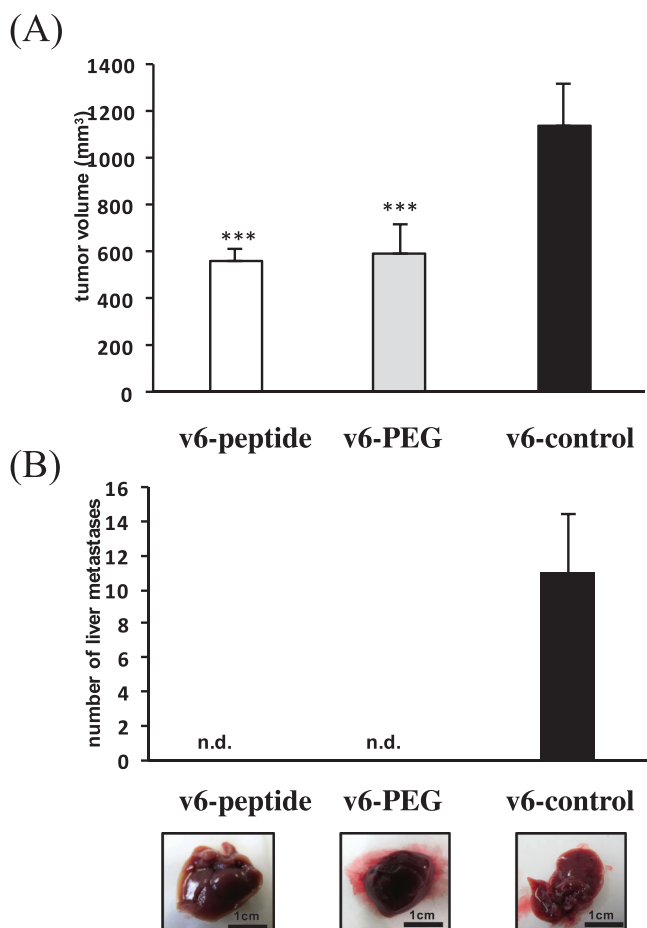 (A)
tumor volume (mm³)
1400
1200
1000
800
600
400
200
0
***
***
v6-peptide v6-PEG v6-control
(B)
number of liver metastases
16
14
12
10
8
6
4
2
0
n.d. n.d.
v6-peptide v6-PEG v6-control
1cm 1cm 1cm